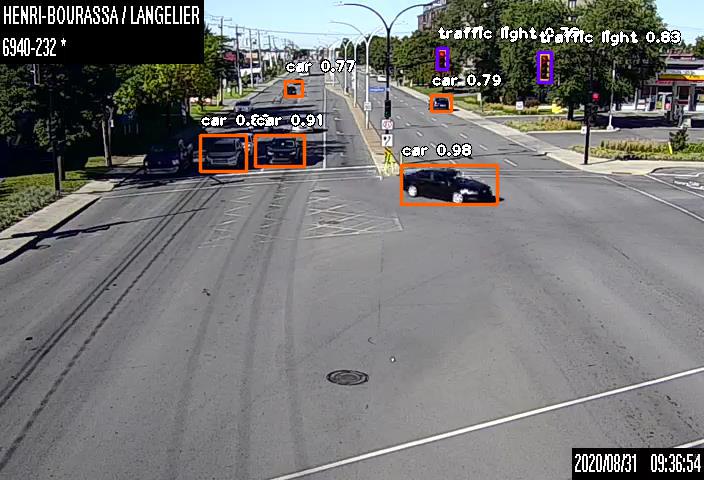 HENRI-BOURASSA / LANGELIER
6940-232 *
traffic light 0.83
car 0.77
car 0.79
car 0.91
car 0.98
2020/08/31 09:36:54